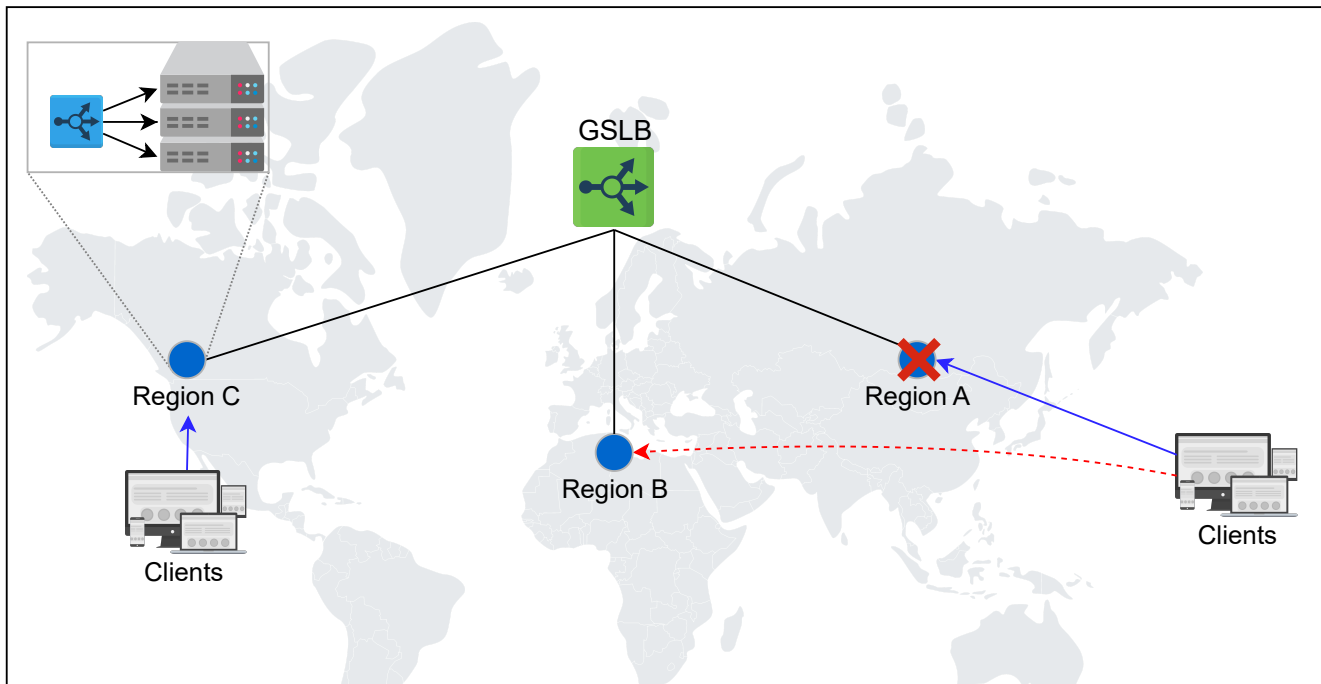 GSLB
Region C
Region A
Region B
Clients
Clients